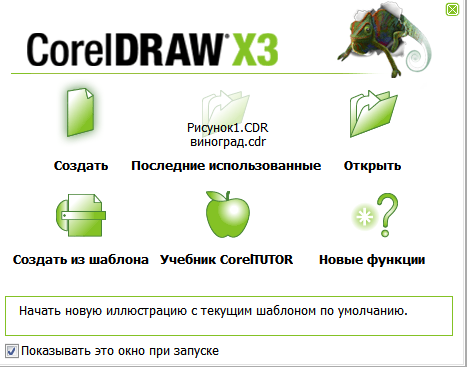 CorelDRAW X3
Рисунок1.CDR
виноград.cdr
Создать
Последние использованные
Открыть
Создать из шаблона
Учебник CorelTUTOR
Новые функции
Начать новую иллюстрацию с текущим шаблоном по умолчанию.
Показывать это окно при запуске